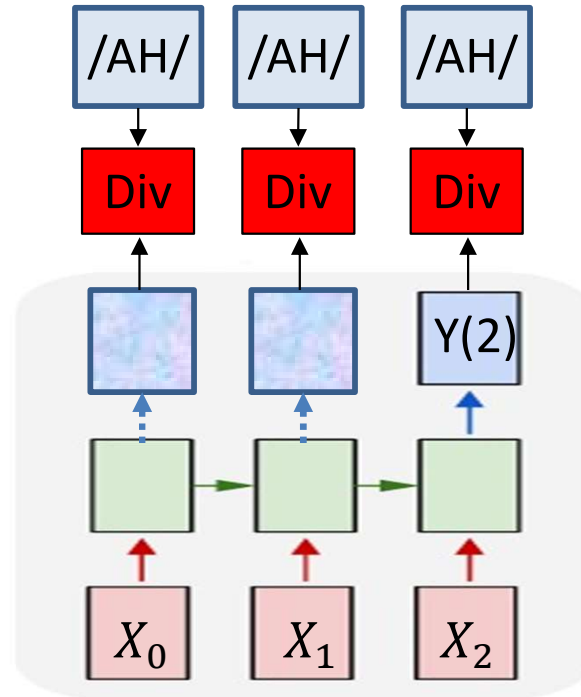 /AH/ /AH/ /AH/
Div Div Div
Y(2)
X₀ X₁ X₂